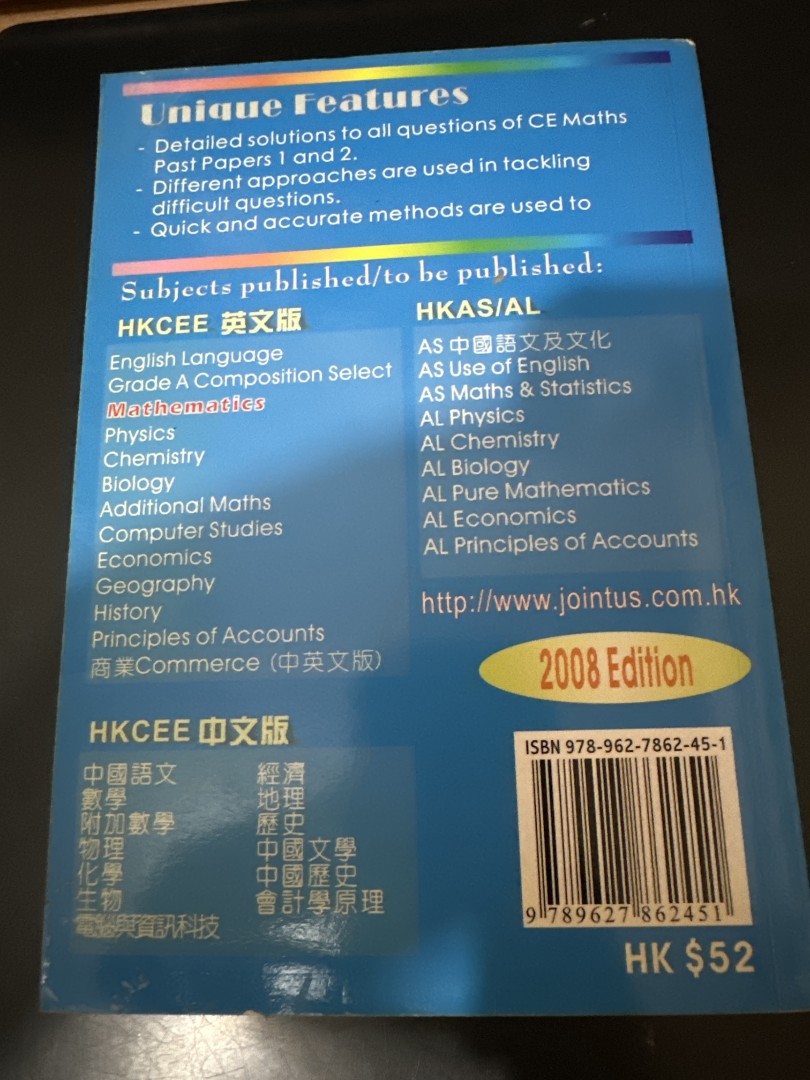 Unique Features
- Detailed solutions to all questions of CE Maths
Past Papers 1 and 2.
- Different approaches are used in tackling
difficult questions.
- Quick and accurate methods are used to
Subjects published/to be published:
HKCEE 英文版
English Language
Grade A Composition Select
Mathematics
Physics
Chemistry
Biology
Additional Maths
Computer Studies
Economics
Geography
History
Principles of Accounts
商業Commerce (中英文版)
HKAS/AL
AS 中國語文及文化
AS Use of English
AS Maths & Statistics
AL Physics
AL Chemistry
AL Biology
AL Pure Mathematics
AL Economics
AL Principles of Accounts
http://www.jointus.com.hk
2008 Edition
HKCEE 中文版
中國語文
數學
附加數學
物理
化學
生物
電腦與資訊科技
經濟
地理
歷史
中國文學
中國歷史
會計學原理
ISBN 978-962-7862-45-1
9 789627 862451
HK $52